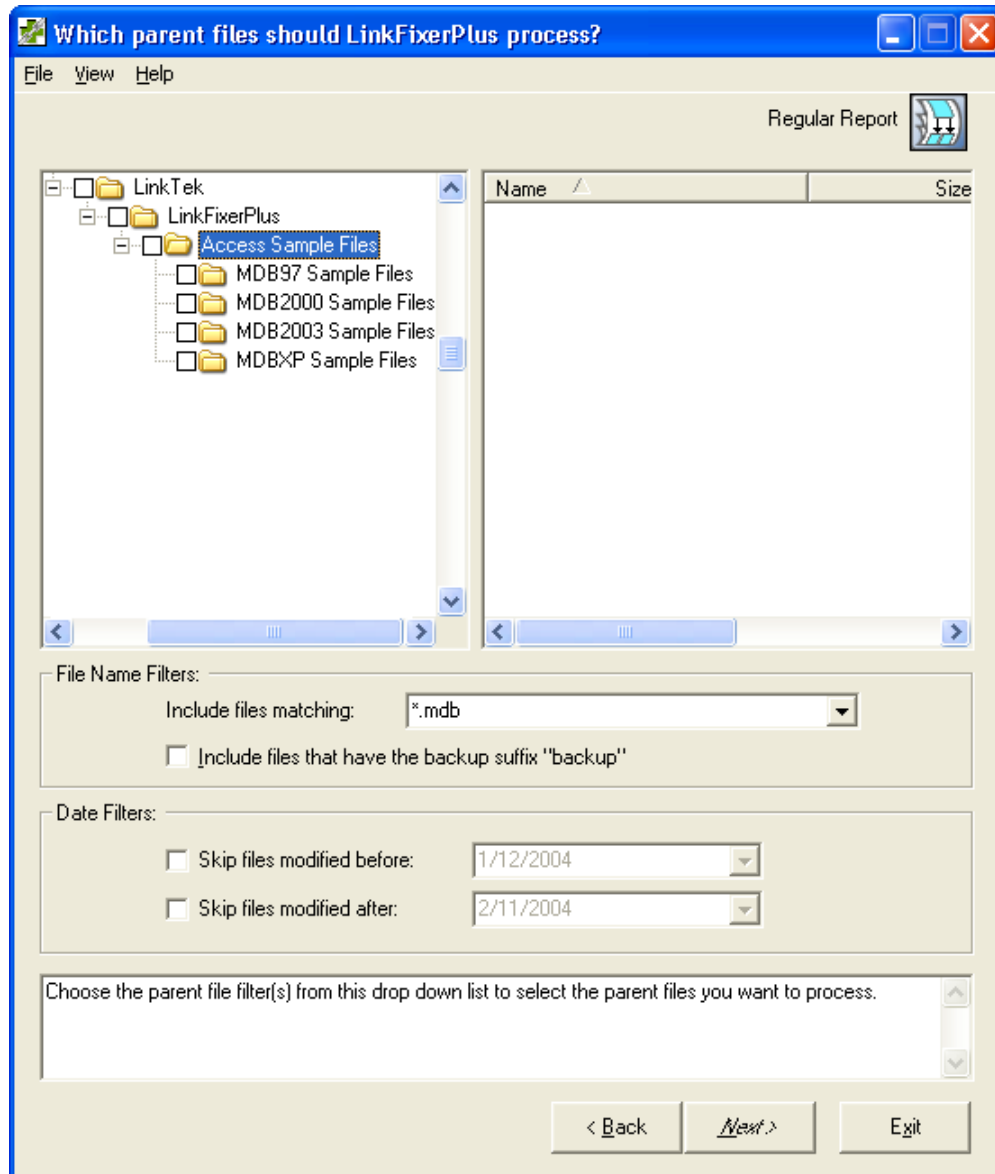 Which parent files should LinkFixerPlus process?
File View Help
Regular Report
LinkTek
LinkFixerPlus
Access Sample Files
MDB97 Sample Files
MDB2000 Sample Files
MDB2003 Sample Files
MDBXP Sample Files
Name Size
File Name Filters:
Include files matching: *.mdb
Include files that have the backup suffix "backup"
Date Filters:
Skip files modified before: 1/12/2004
Skip files modified after: 2/11/2004
Choose the parent file filter(s) from this drop down list to select the parent files you want to process.
< Back Next > Exit